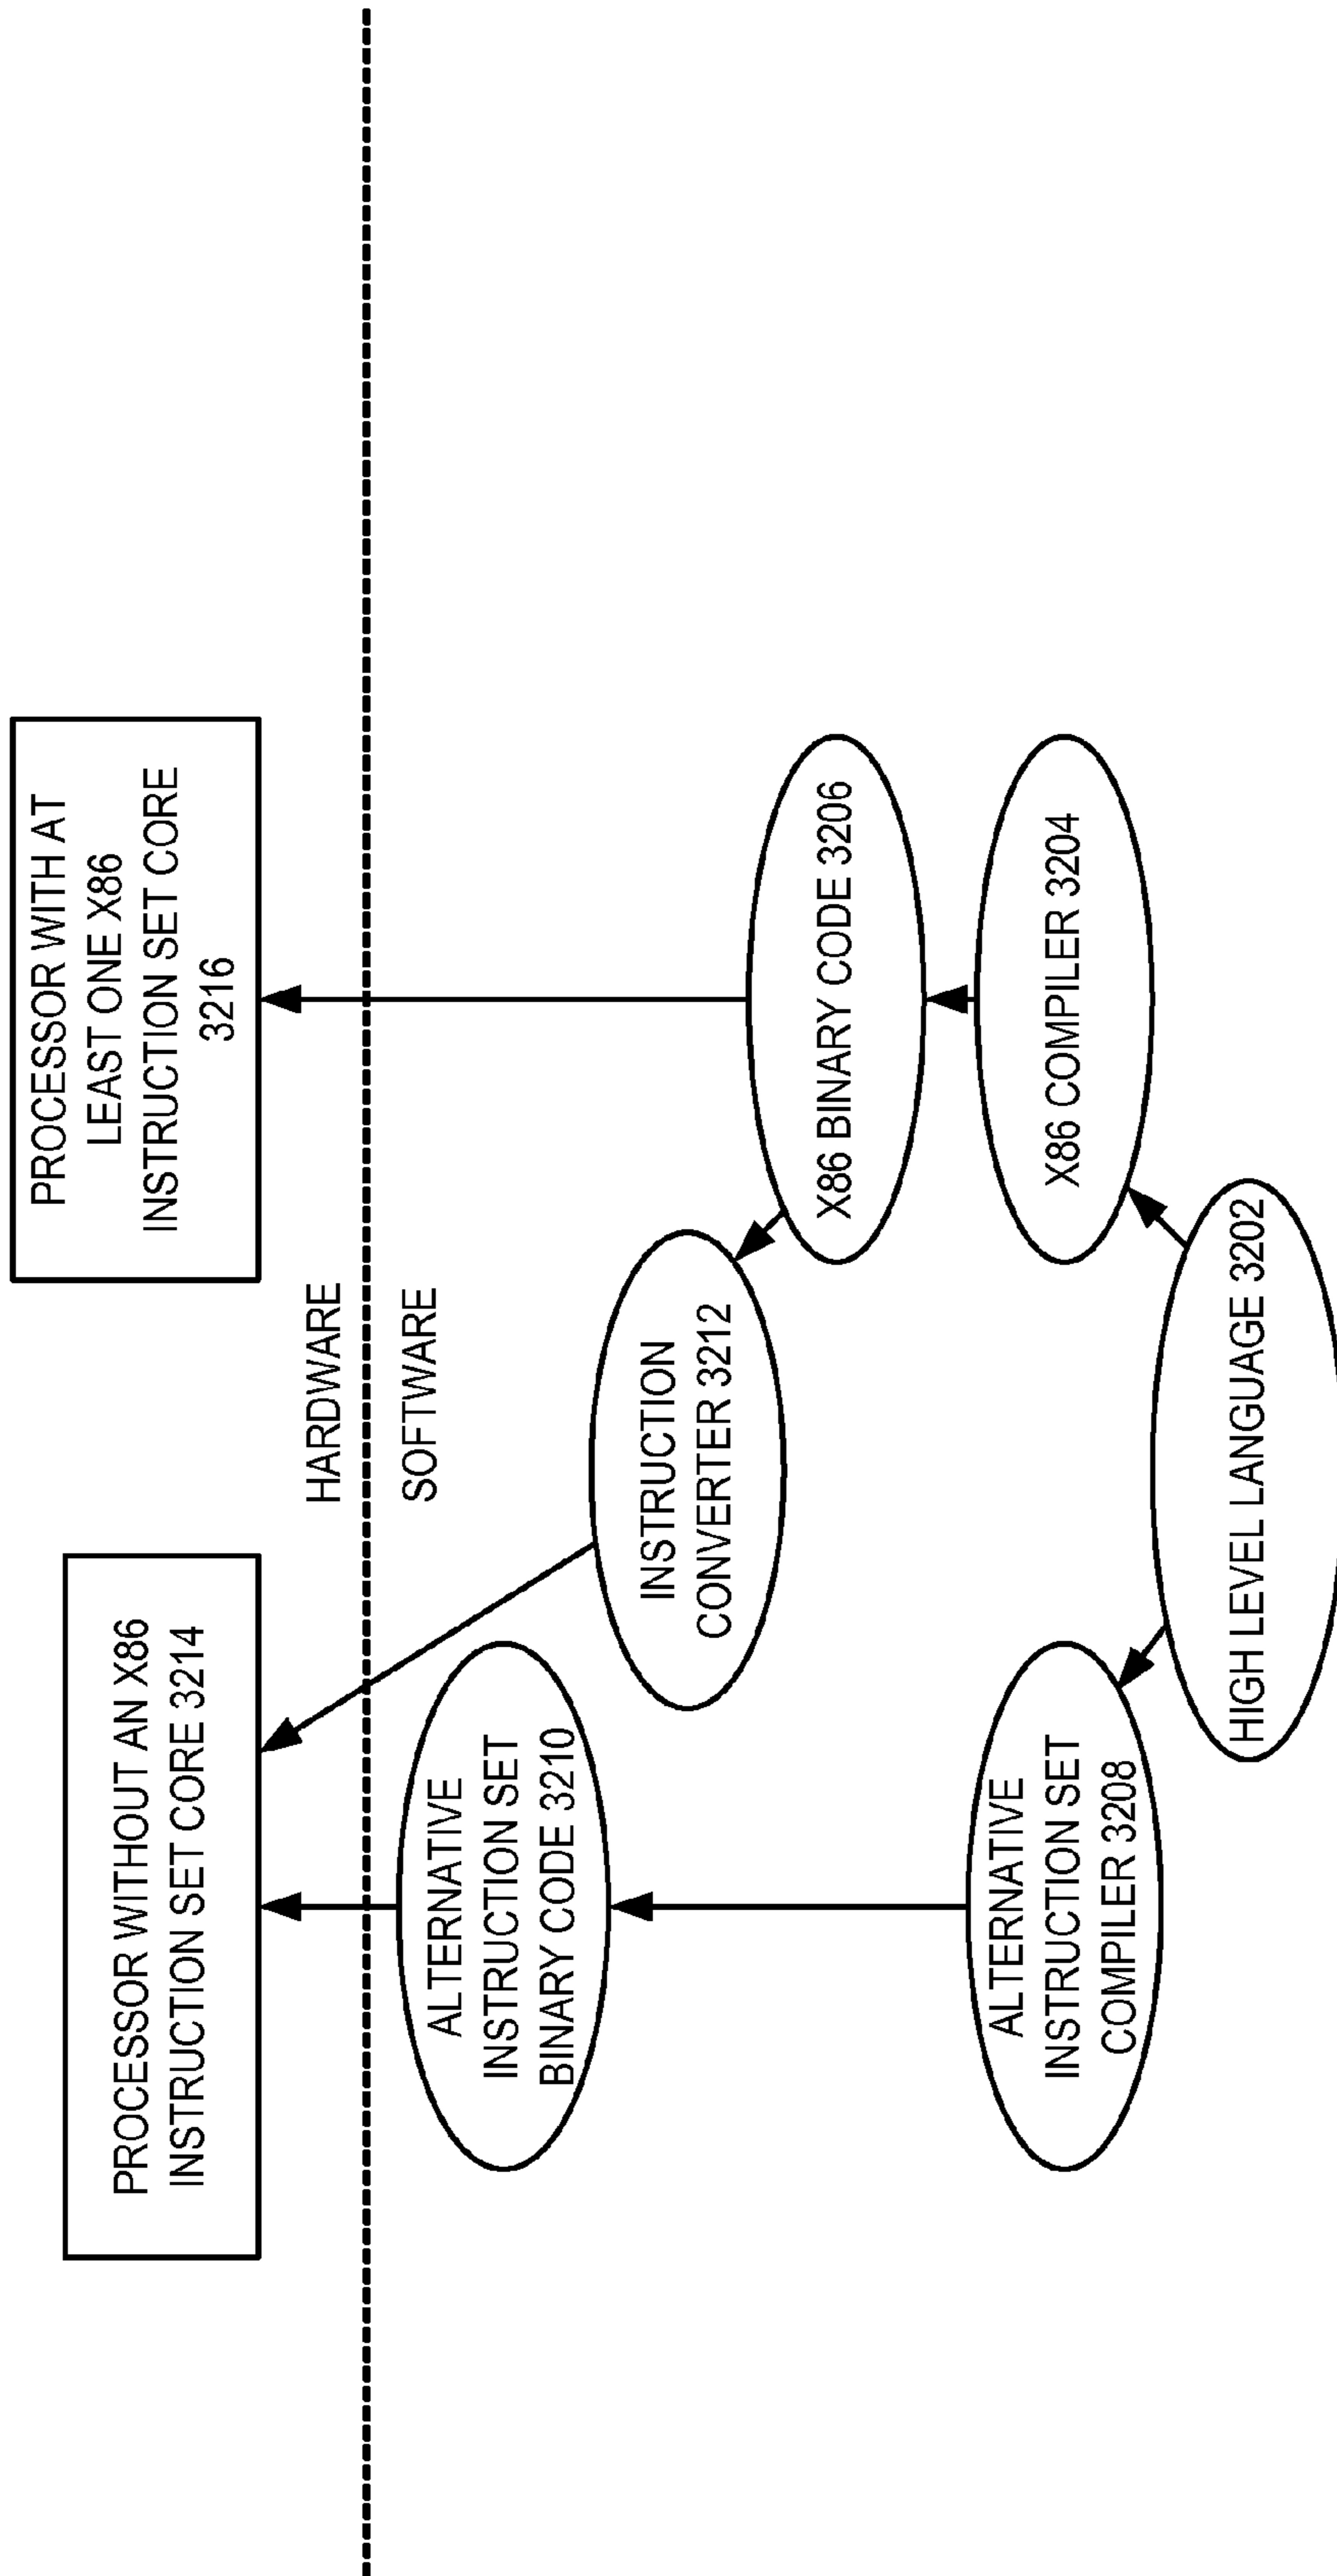 PROCESSOR WITHOUT AN X86
INSTRUCTION SET CORE 3214
PROCESSOR WITH AT
LEAST ONE X86
INSTRUCTION SET CORE
3216
HARDWARE
SOFTWARE
ALTERNATIVE
INSTRUCTION SET
BINARY CODE 3210
INSTRUCTION
CONVERTER 3212
X86 BINARY CODE 3206
ALTERNATIVE
INSTRUCTION SET
COMPILER 3208
X86 COMPILER 3204
HIGH LEVEL LANGUAGE 3202